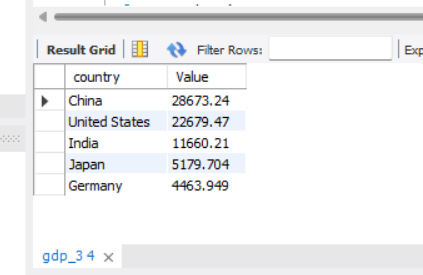 Result Grid Filter Rows: Exp
country Value
China 28673.24
United States 22679.47
India 11660.21
Japan 5179.704
Germany 4463.949
gdp_3 4